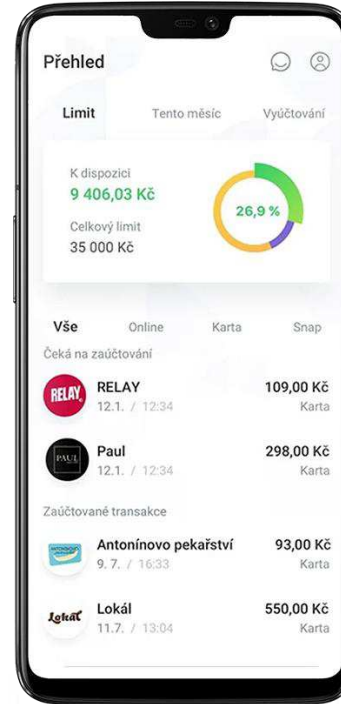 Přehled
Limit Tento měsíc Vyúčtování
K dispozici
9 406,03 Kč
26,9 %
Celkový limit
35 000 Kč
Vše Online Karta Snap
Čeká na zaúčtování
RELAY RELAY 109,00 Kč
12.1. / 12:34 Karta
PAUL Paul 298,00 Kč
12.1. / 12:34 Karta
Zaúčtované transakce
Antonínovo pekařství 93,00 Kč
9. 7. / 16:33 Karta
Lokál Lokál 550,00 Kč
11.7. / 13:04 Karta